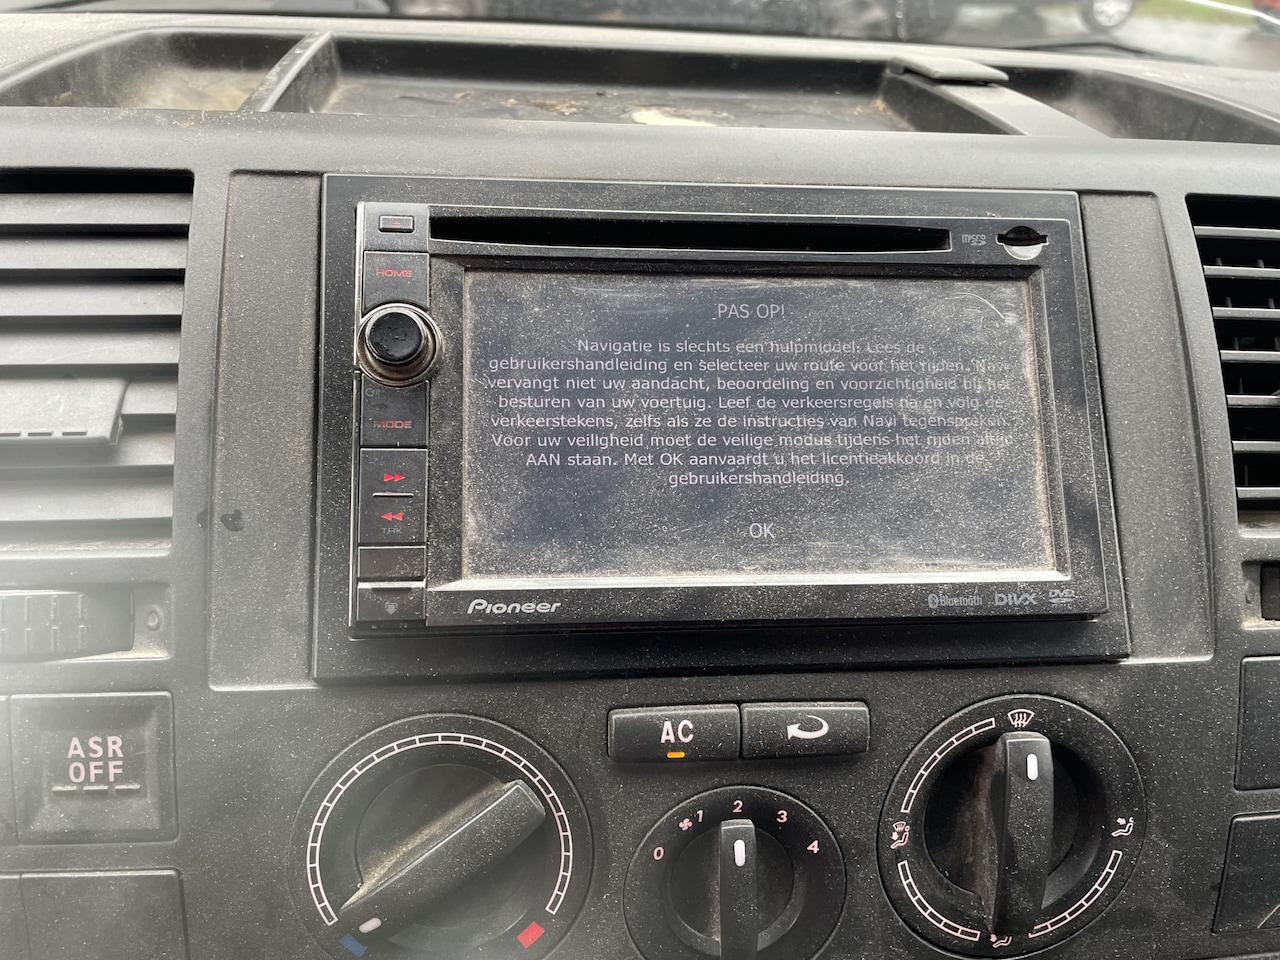 micro SD
HOME
PAS OP!
Navigatie is slechts een hulpmiddel: Lees de
gebruikershandleiding en selecteer uw route voor het rijden. Navi
vervangt niet uw aandacht, beoordeling en voorzichtigheid bij het
besturen van uw voertuig. Leef de verkeersregels na en volg de
verkeerstekens, zelfs als ze de instructies van Navi tegenspreken.
Voor uw veiligheid moet de veilige modus tijdens het rijden altijd
AAN staan. Met OK aanvaardt u het licentieakkoord in de
gebruikershandleiding.
OK
MODE
TRK
Pioneer
Bluetooth DIVX DVD
ASR
OFF
AC
0 1 2 3 4